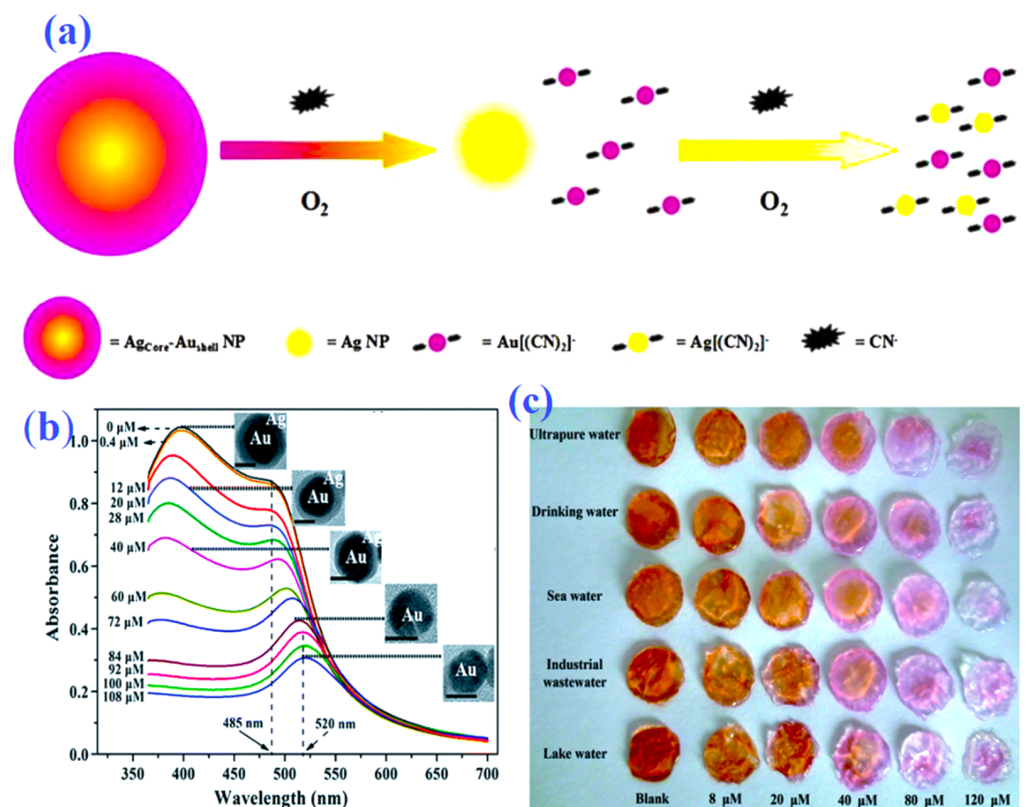 (a)
O2
O2
= AgCore-Aushell NP
= Ag NP
= Au[(CN)2]-
= Ag[(CN)2]-
= CN-
(b)
Absorbance
1.0
0.8
0.6
0.4
0.2
0.0
0 µM
0.4 µM
12 µM
20 µM
28 µM
40 µM
60 µM
72 µM
84 µM
92 µM
100 µM
108 µM
Ag
Au
Ag
Au
Au
Au
Au
485 nm
520 nm
350 400 450 500 550 600 650 700
Wavelength (nm)
(c)
Ultrapure water
Drinking water
Sea water
Industrial
wastewater
Lake water
Blank 8 µM 20 µM 40 µM 80 µM 120 µM